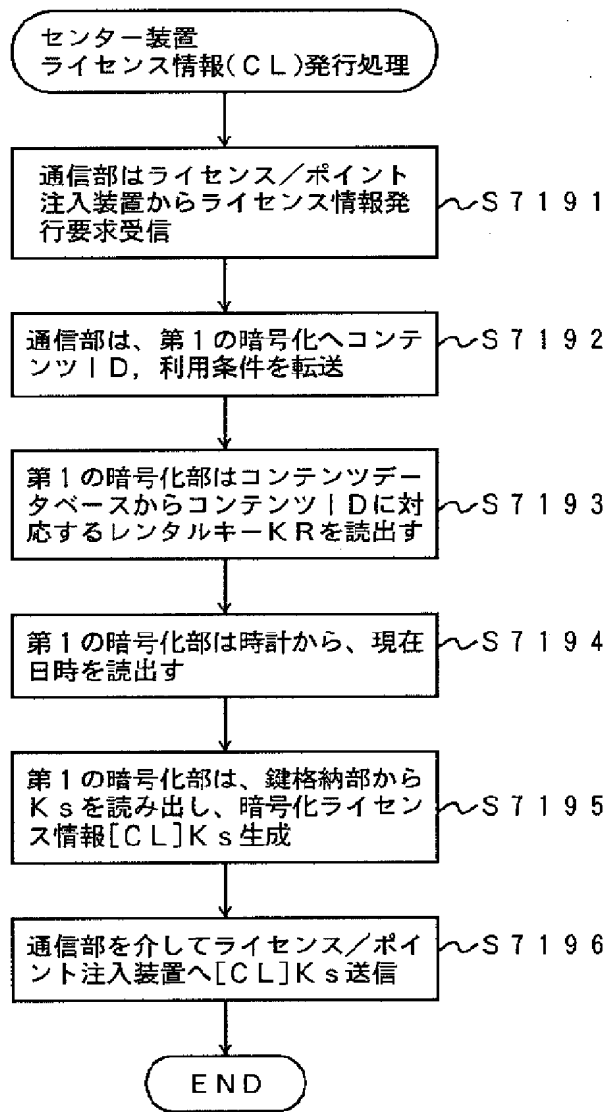 センター装置
ライセンス情報(CL)発行処理
通信部はライセンス/ポイント
注入装置からライセンス情報発
行要求受信
S7191
通信部は、第1の暗号化へコンテ
ンツID,利用条件を転送
S7192
第1の暗号化部はコンテンツデー
タベースからコンテンツIDに対
応するレンタルキーKRを読出す
S7193
第1の暗号化部は時計から、現在
日時を読出す
S7194
第1の暗号化部は、鍵格納部から
Ksを読み出し、暗号化ライセン
ス情報[CL]Ks生成
S7195
通信部を介してライセンス/ポイ
ント注入装置へ[CL]Ks送信
S7196
END